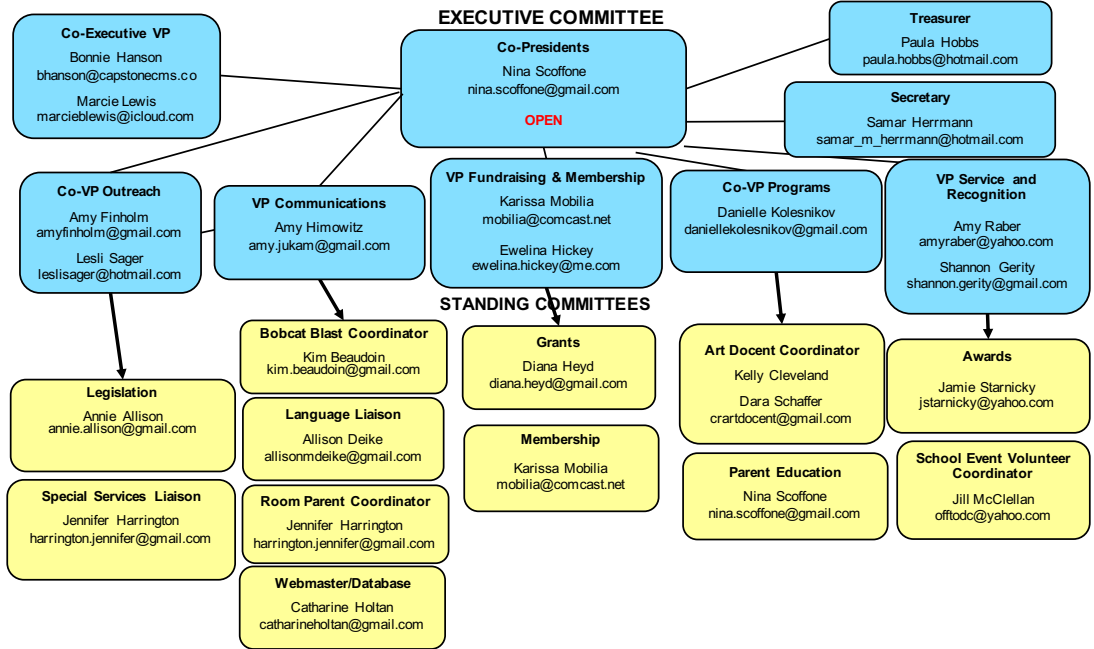 EXECUTIVE COMMITTEE
Co-Executive VP
Bonnie Hanson
bhanson@capstonecms.co
Marcie Lewis
marcieblewis@icloud.com
Co-Presidents
Nina Scoffone
nina.scoffone@gmail.com
OPEN
Treasurer
Paula Hobbs
paula.hobbs@hotmail.com
Secretary
Samar Herrmann
samar_m_herrmann@hotmail.com
Co-VP Outreach
Amy Finholm
amyfinholm@gmail.com
Lesli Sager
leslisager@hotmail.com
VP Communications
Amy Himowitz
amy.jukam@gmail.com
VP Fundraising & Membership
Karissa Mobilia
mobilia@comcast.net
Ewelina Hickey
ewelina.hickey@me.com
Co-VP Programs
Danielle Kolesnikov
daniellekolesnikov@gmail.com
VP Service and
Recognition
Amy Raber
amyraber@yahoo.com
Shannon Gerity
shannon.gerity@gmail.com
STANDING COMMITTEES
Legislation
Annie Allison
annie.allison@gmail.com
Special Services Liaison
Jennifer Harrington
harrington.jennifer@gmail.com
Bobcat Blast Coordinator
Kim Beaudoin
kim.beaudoin@gmail.com
Language Liaison
Allison Deike
allisonmdeike@gmail.com
Room Parent Coordinator
Jennifer Harrington
harrington.jennifer@gmail.com
Webmaster/Database
Catharine Holtan
catharineholtan@gmail.com
Grants
Diana Heyd
diana.heyd@gmail.com
Membership
Karissa Mobilia
mobilia@comcast.net
Art Docent Coordinator
Kelly Cleveland
Dara Schaffer
crartdocent@gmail.com
Parent Education
Nina Scoffone
nina.scoffone@gmail.com
Awards
Jamie Starnicky
jstarnicky@yahoo.com
School Event Volunteer
Coordinator
Jill McClellan
offtodc@yahoo.com